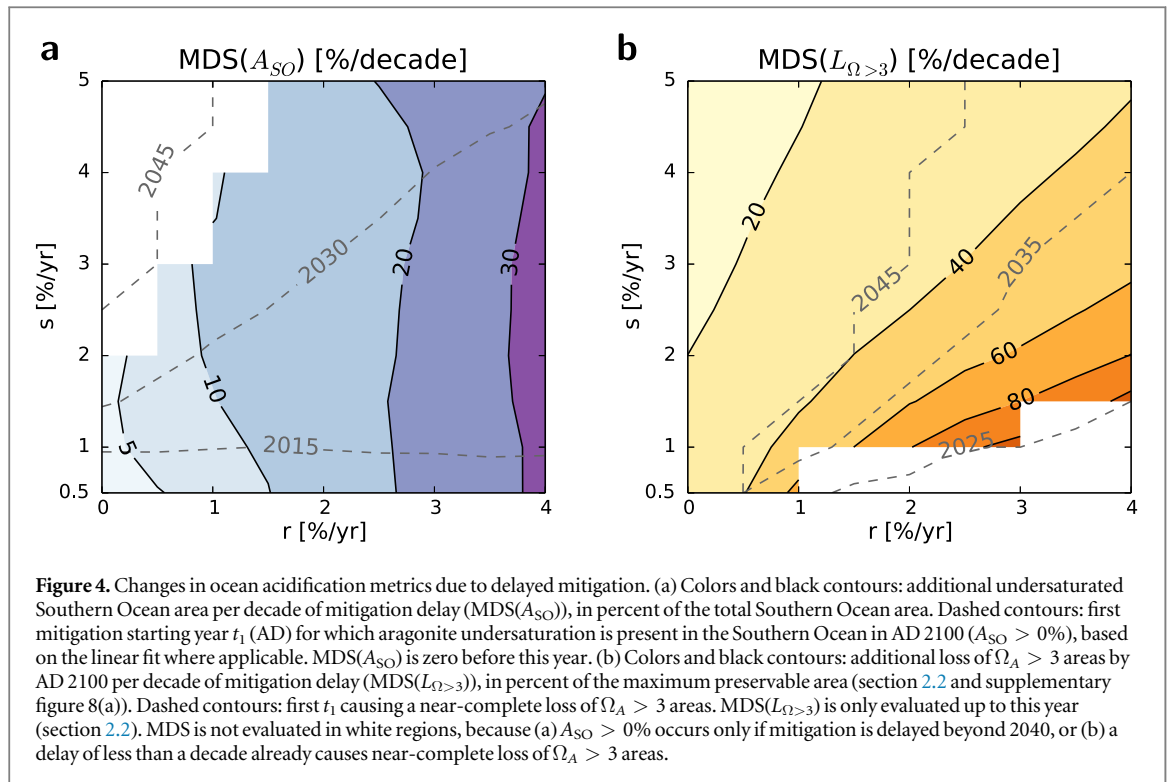 a
MDS(A_SO) [%/decade]
5
4
3
2
1
0.5
s [%/yr]
0
1
2
3
4
r [%/yr]
2045
2030
2015
5
10
20
30
b
MDS(L_Ω>3) [%/decade]
5
4
3
2
1
0.5
s [%/yr]
0
1
2
3
4
r [%/yr]
20
40
60
80
2045
2035
2025
Figure 4. Changes in ocean acidification metrics due to delayed mitigation. (a) Colors and black contours: additional undersaturated
Southern Ocean area per decade of mitigation delay (MDS(A_SO)), in percent of the total Southern Ocean area. Dashed contours: first
mitigation starting year t₁ (AD) for which aragonite undersaturation is present in the Southern Ocean in AD 2100 (A_SO > 0%), based
on the linear fit where applicable. MDS(A_SO) is zero before this year. (b) Colors and black contours: additional loss of Ω_A > 3 areas by
AD 2100 per decade of mitigation delay (MDS(L_Ω>3)), in percent of the maximum preservable area (section 2.2 and supplementary
figure 8(a)). Dashed contours: first t₁ causing a near-complete loss of Ω_A > 3 areas. MDS(L_Ω>3) is only evaluated up to this year
(section 2.2). MDS is not evaluated in white regions, because (a) A_SO > 0% occurs only if mitigation is delayed beyond 2040, or (b) a
delay of less than a decade already causes near-complete loss of Ω_A > 3 areas.